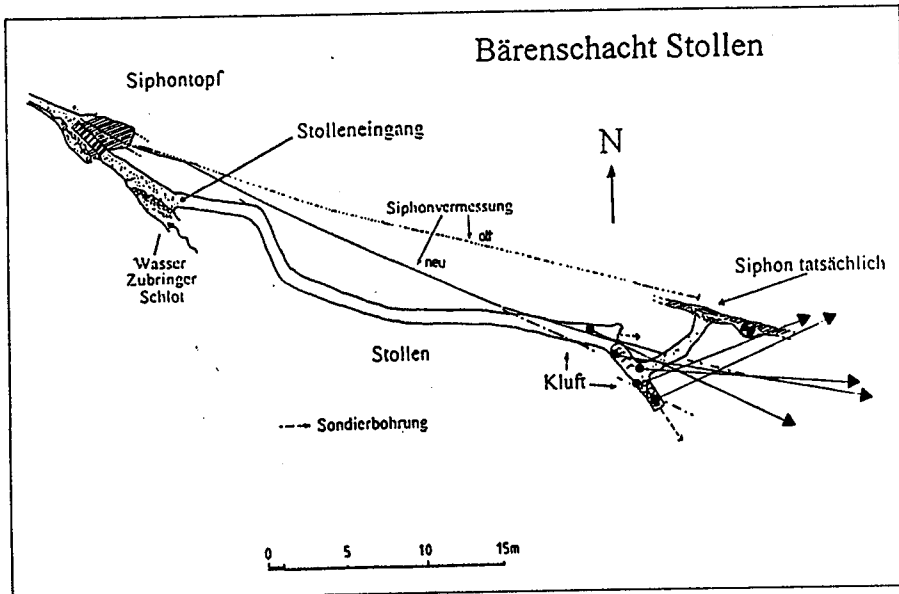 Bärenschacht Stollen
Siphontopf
Stolleneingang
N
Siphonvermessung
alt
neu
Siphon tatsächlich
Wasser
Zubringer
Schlot
Stollen
Kluft
Sondierbohrung
0 5 10 15m